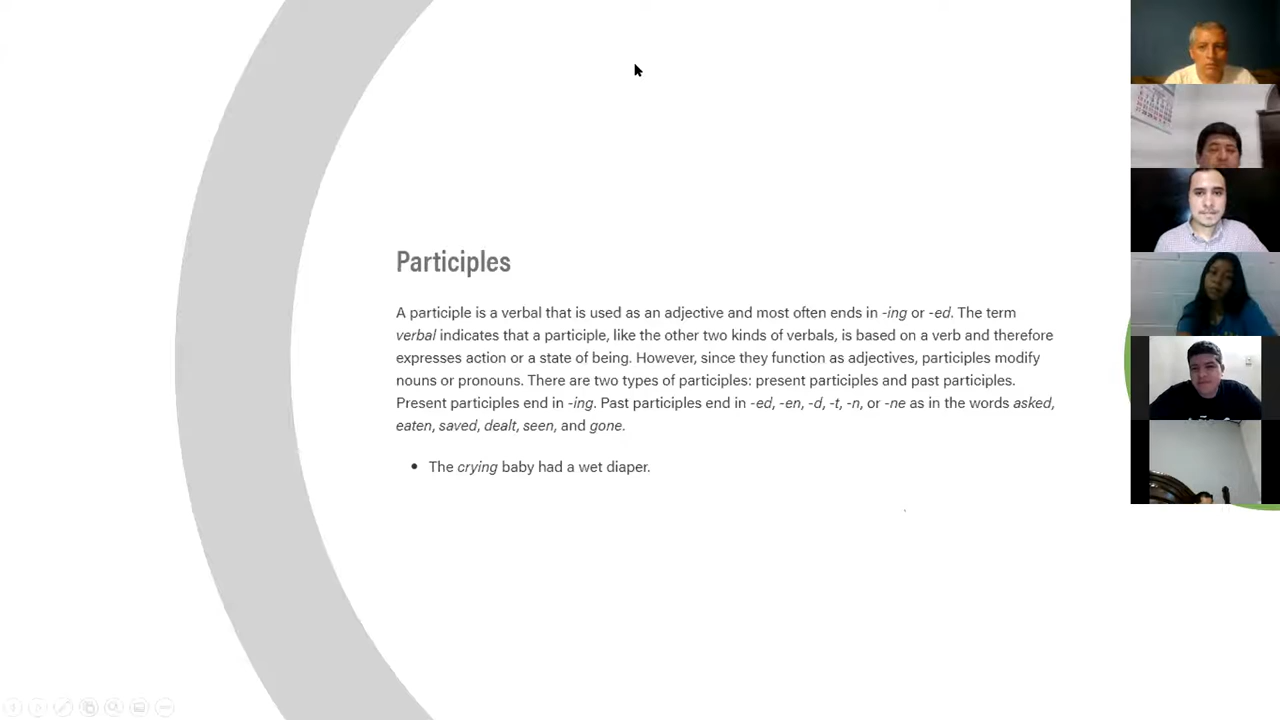 Participles
A participle is a verbal that is used as an adjective and most often ends in -ing or -ed. The term
verbal indicates that a participle, like the other two kinds of verbals, is based on a verb and therefore
expresses action or a state of being. However, since they function as adjectives, participles modify
nouns or pronouns. There are two types of participles: present participles and past participles.
Present participles end in -ing. Past participles end in -ed, -en, -d, -t, -n, or -ne as in the words asked,
eaten, saved, dealt, seen, and gone.
• The crying baby had a wet diaper.